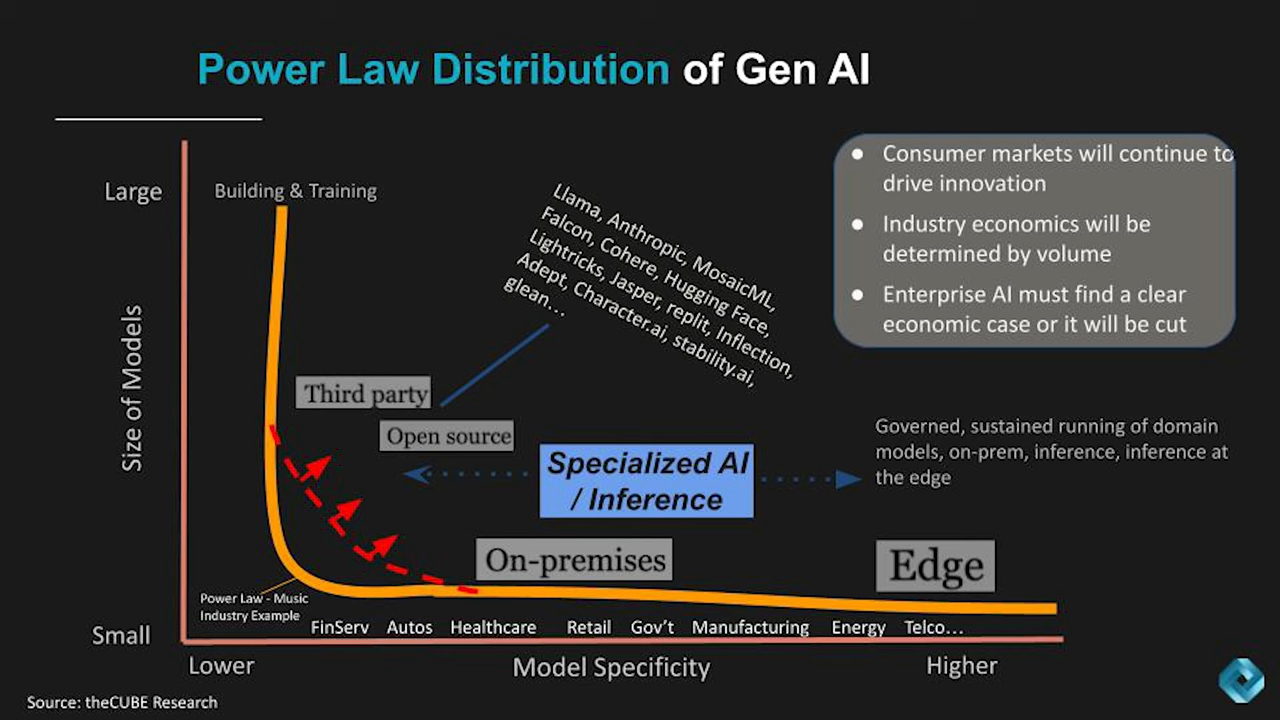 Power Law Distribution of Gen AI
Large
Building & Training
Llama, Anthropic, MosaicML,
Falcon, Cohere, Hugging Face,
Lightricks, Jasper, replit, Inflection,
Adept, Character.ai, stability.ai,
glean...
● Consumer markets will continue to
drive innovation
● Industry economics will be
determined by volume
● Enterprise AI must find a clear
economic case or it will be cut
Size of Models
Third party
Open source
Specialized AI
/ Inference
Governed, sustained running of domain
models, on-prem, inference, inference at
the edge
On-premises
Edge
Power Law - Music
Industry Example
FinServ Autos Healthcare Retail Gov't Manufacturing Energy Telco...
Small
Lower
Model Specificity
Higher
Source: theCUBE Research